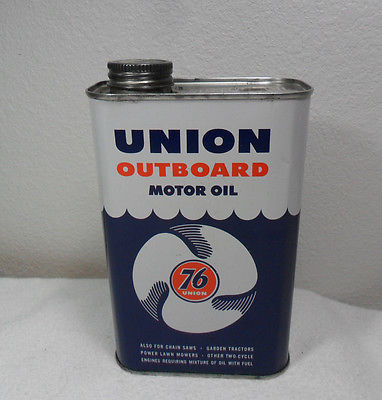 UNION
OUTBOARD
MOTOR OIL
76
UNION
ALSO FOR CHAIN SAWS • GARDEN TRACTORS
POWER LAWN MOWERS • OTHER TWO-CYCLE
ENGINES REQUIRING MIXTURE OF OIL WITH FUEL